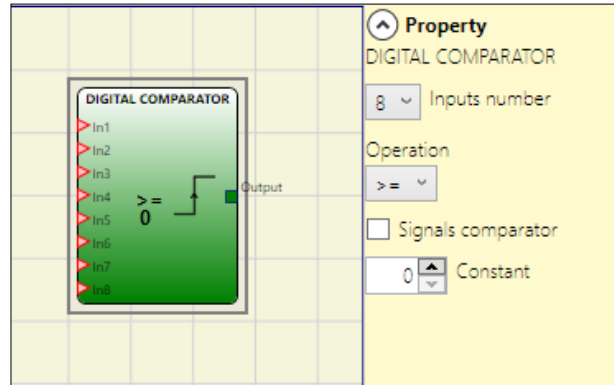 DIGITAL COMPARATOR
In1
In2
In3
In4
In5
In6
In7
In8
>=
0
Output
Property
DIGITAL COMPARATOR
8 Inputs number
Operation
>=
Signals comparator
0 Constant